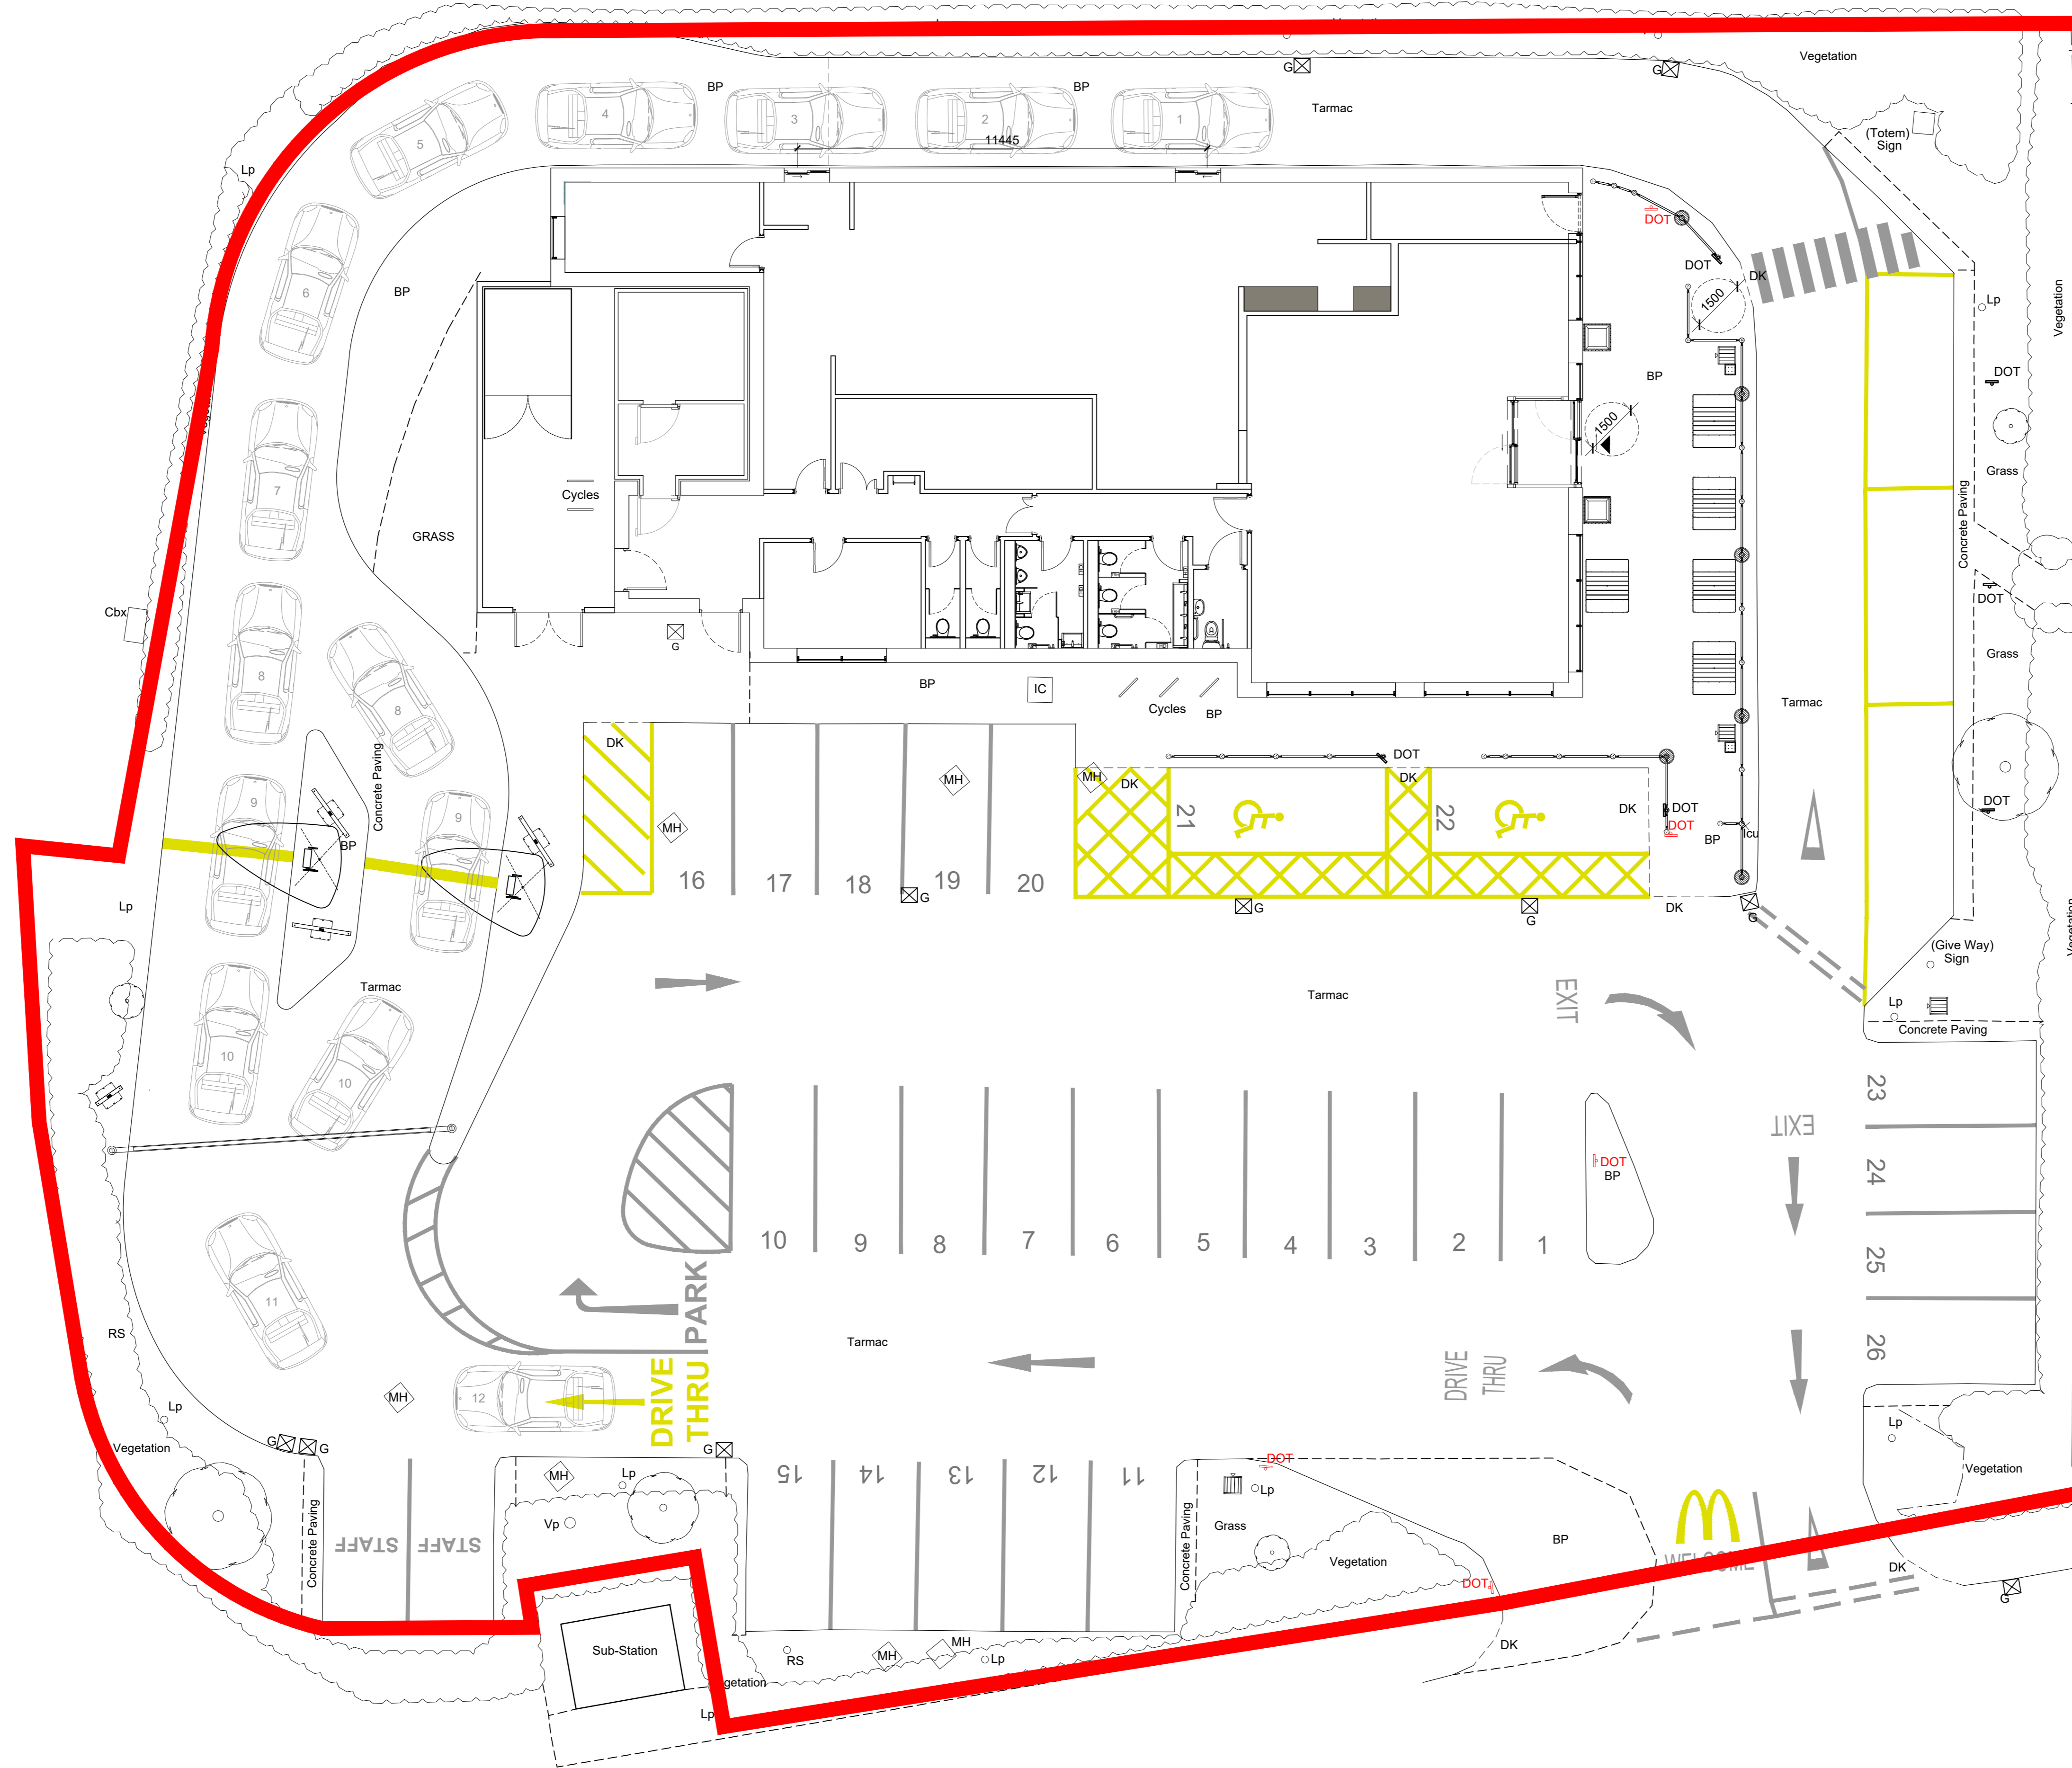 Vegetation
(Totem)
Sign
BP
BP
Tarmac
G
G
5
4
3
2
1
11445
Lp
DOT
DOT
DK
1500
Lp
Vegetation
6
BP
BP
DOT
1500
7
Cycles
GRASS
Grass
Concrete Paving
Cbx
DOT
8
8
G
Grass
BP
IC
Cycles
BP
Tarmac
DK
MH
MH
MH
DK
DOT
DK
DK
DOT
DOT
BP
DOT
Concrete Paving
9
9
BP
16
17
18
19
20
21
22
G
G
G
DK
G
Lp
(Give Way)
Sign
Vegetation
Tarmac
Tarmac
EXIT
Lp
Concrete Paving
10
10
23
EXIT
24
DOT
BP
10
9
8
7
6
5
4
3
2
1
25
11
RS
PARK
Tarmac
26
DRIVE
THRU
DRIVE
THRU
12
MH
Lp
Vegetation
G
G
G
MH
Lp
15
14
13
12
11
DOT
Lp
Lp
Vegetation
Vp
Grass
Concrete Paving
STAFF
STAFF
Concrete Paving
Vegetation
BP
WELCOME
DOT
DK
G
Sub-Station
RS
MH
MH
Lp
DK
getation
Lp